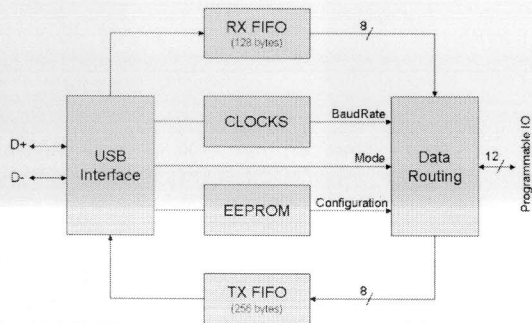 RX FIFO
(128 bytes)
8
CLOCKS
BaudRate
D+
D-
USB
Interface
Mode
Data
Routing
12
Programmable IO
EEPROM
Configuration
TX FIFO
(256 bytes)
8